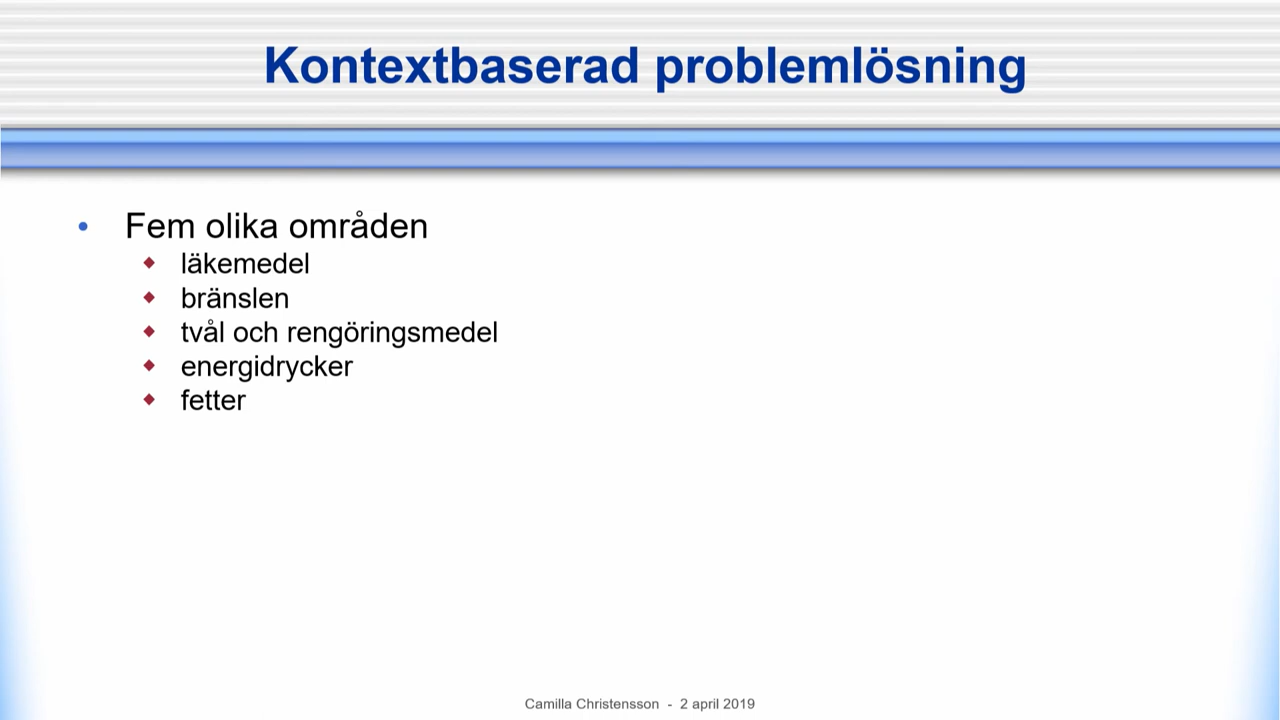 Kontextbaserad problemlösning
Fem olika områden
läkemedel
bränslen
tvål och rengöringsmedel
energidrycker
fetter
Camilla Christensson - 2 april 2019